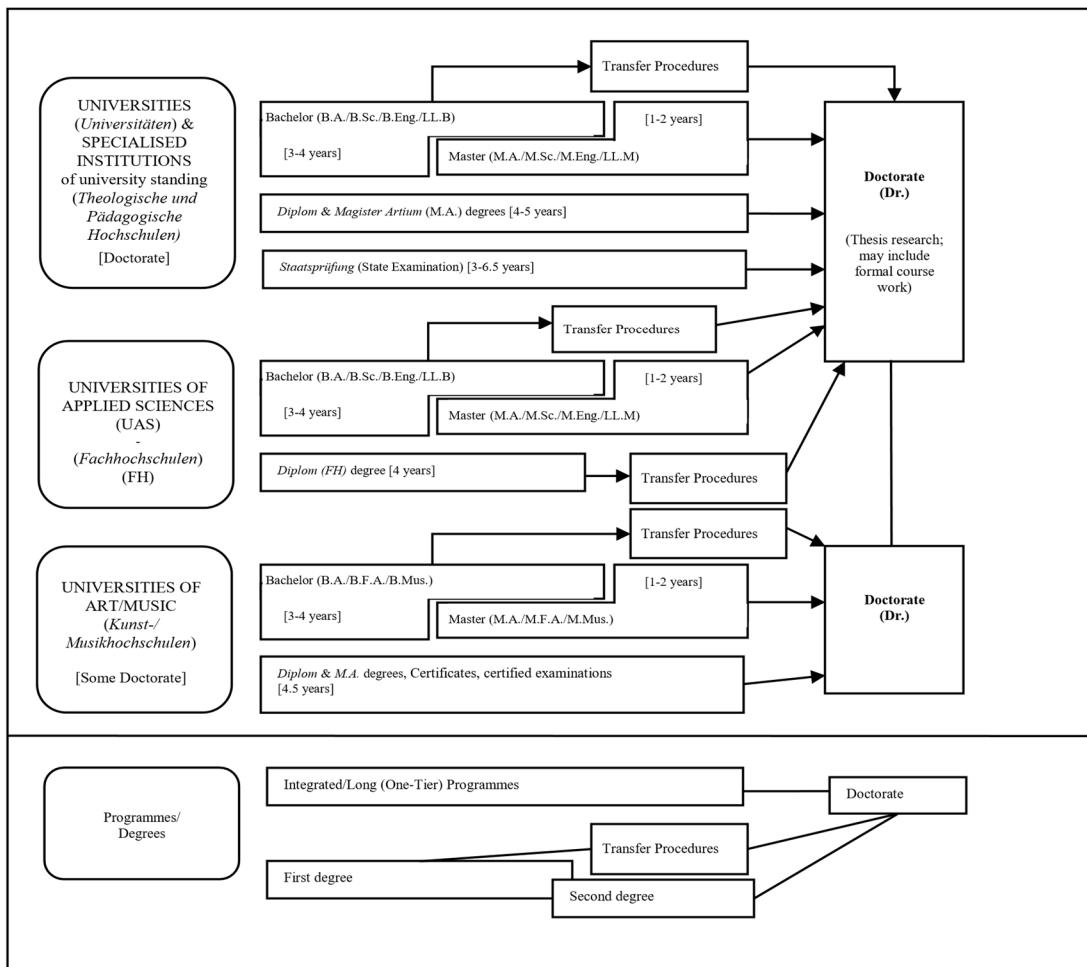 Transfer Procedures
UNIVERSITIES
(Universitäten) &
SPECIALISED
INSTITUTIONS
of university standing
(Theologische und
Pädagogische
Hochschulen)
[Doctorate]
Bachelor (B.A./B.Sc./B.Eng./LL.B)
[3-4 years]
[1-2 years]
Master (M.A./M.Sc./M.Eng./LL.M)
Diplom & Magister Artium (M.A.) degrees [4-5 years]
Staatsprüfung (State Examination) [3-6.5 years]
Doctorate
(Dr.)
(Thesis research;
may include
formal course
work)
Transfer Procedures
UNIVERSITIES OF
APPLIED SCIENCES
(UAS)
-
(Fachhochschulen)
(FH)
Bachelor (B.A./B.Sc./B.Eng./LL.B)
[3-4 years]
[1-2 years]
Master (M.A./M.Sc./M.Eng./LL.M)
Diplom (FH) degree [4 years]
Transfer Procedures
Transfer Procedures
UNIVERSITIES OF
ART/MUSIC
(Kunst-/
Musikhochschulen)
[Some Doctorate]
Bachelor (B.A./B.F.A./B.Mus.)
[3-4 years]
[1-2 years]
Master (M.A./M.F.A./M.Mus.)
Diplom & M.A. degrees, Certificates, certified examinations
[4.5 years]
Doctorate
(Dr.)
Programmes/
Degrees
Integrated/Long (One-Tier) Programmes
Doctorate
Transfer Procedures
First degree
Second degree